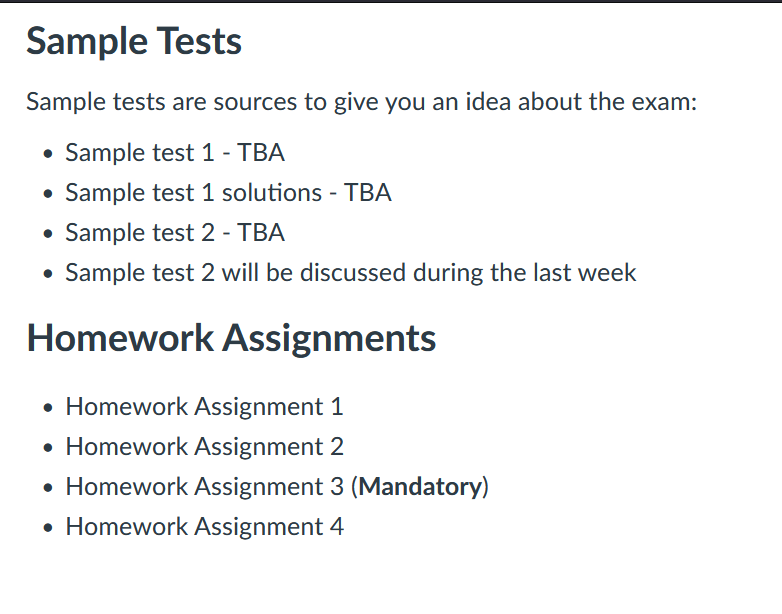 Sample Tests
Sample tests are sources to give you an idea about the exam:
• Sample test 1 - TBA
• Sample test 1 solutions - TBA
• Sample test 2 - TBA
• Sample test 2 will be discussed during the last week
Homework Assignments
• Homework Assignment 1
• Homework Assignment 2
• Homework Assignment 3 (Mandatory)
• Homework Assignment 4